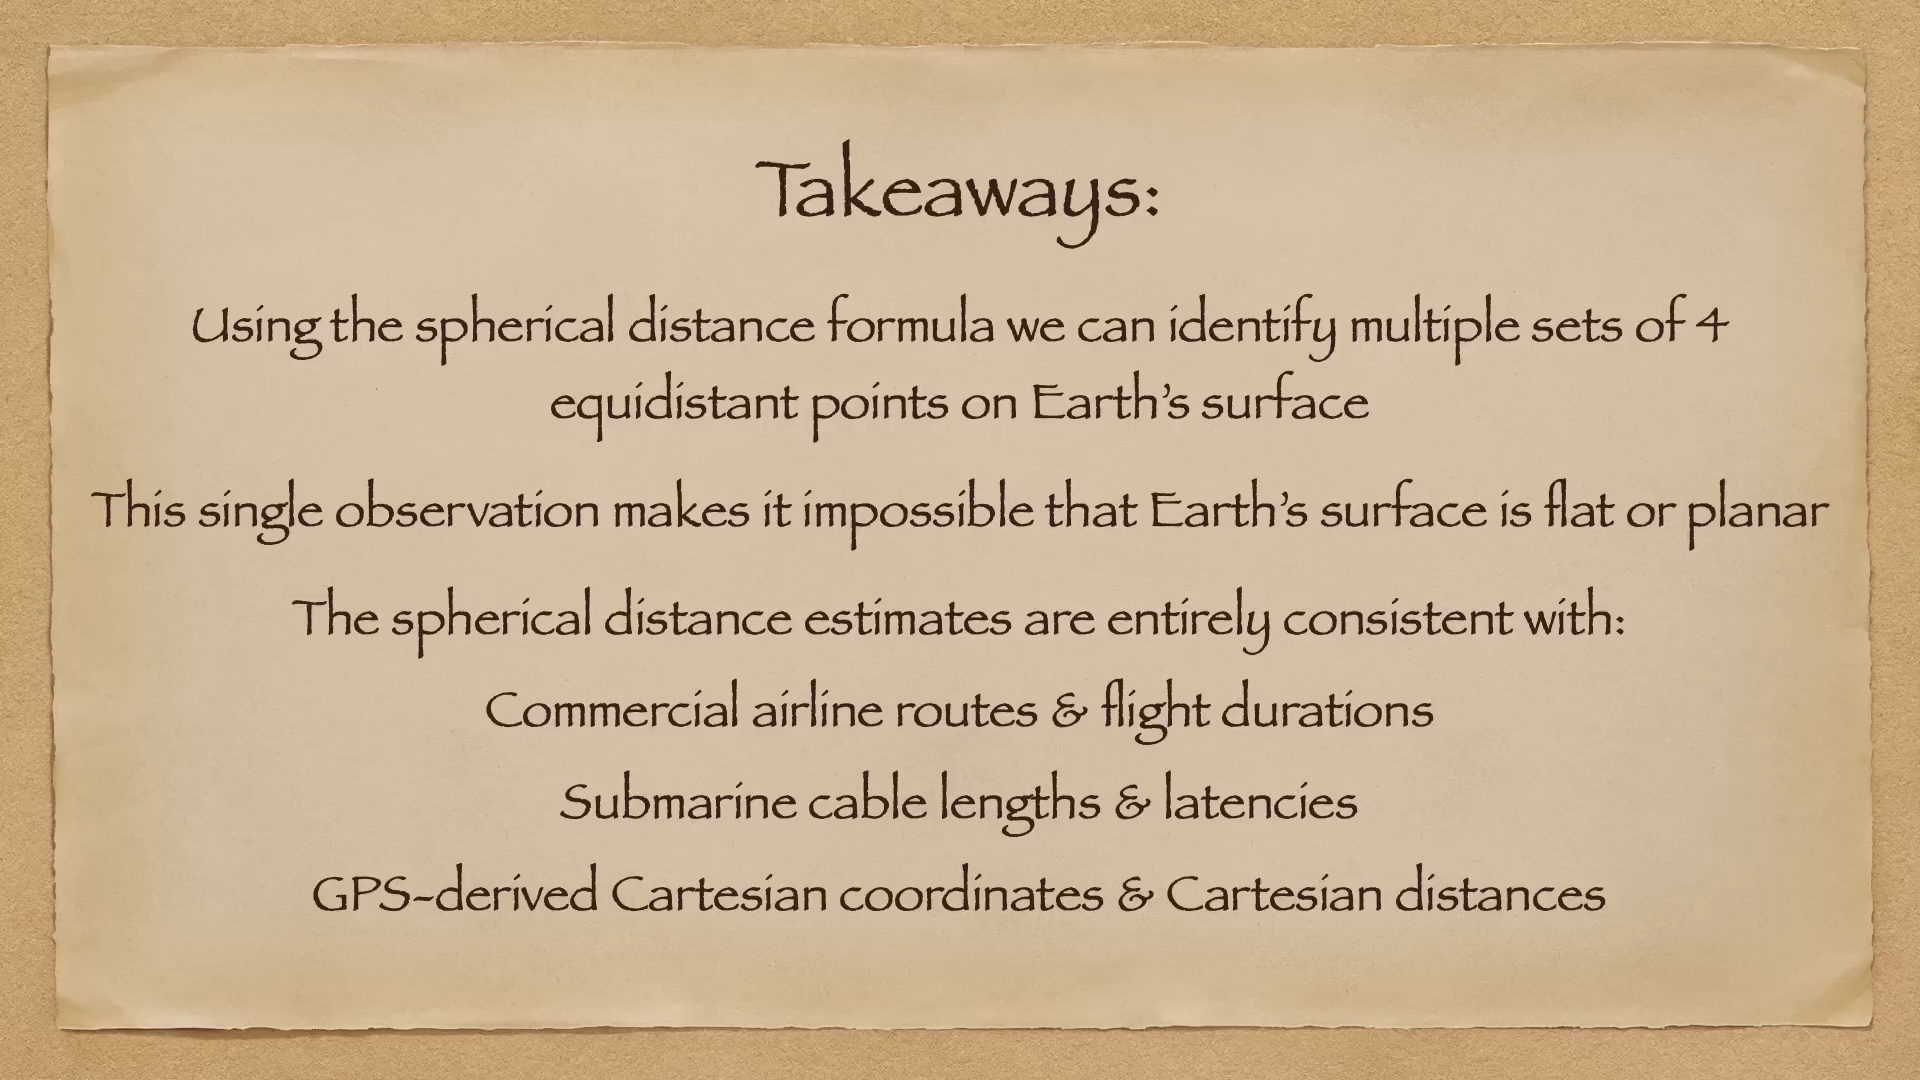 Takeaways:
Using the spherical distance formula we can identify multiple sets of 4
equidistant points on Earth's surface
This single observation makes it impossible that Earth's surface is flat or planar
The spherical distance estimates are entirely consistent with:
Commercial airline routes & flight durations
Submarine cable lengths & latencies
GPS-derived Cartesian coordinates & Cartesian distances